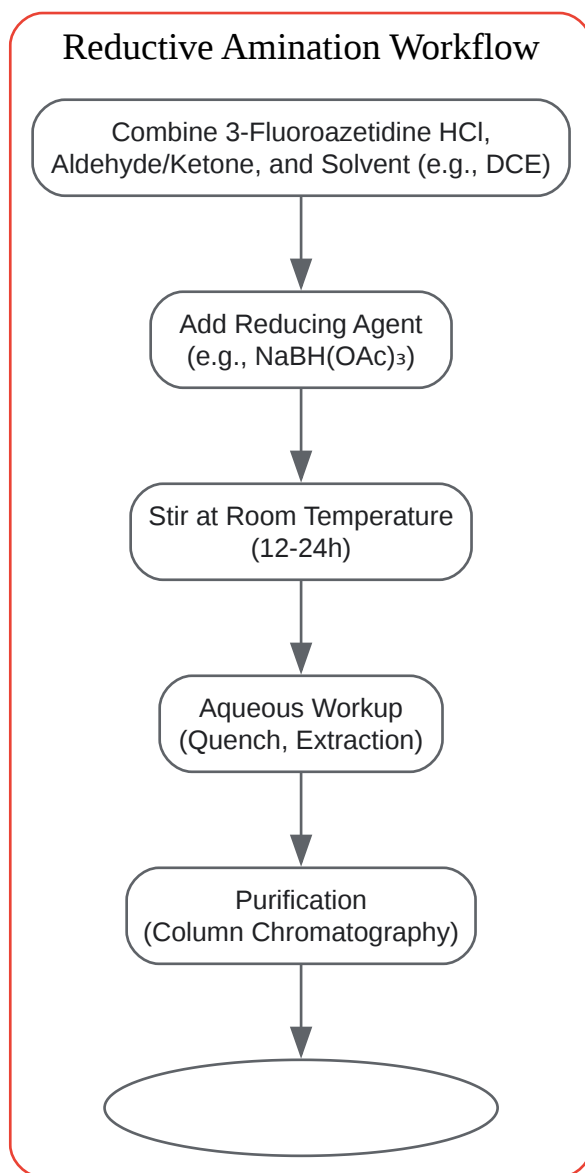 Reductive Amination Workflow
Combine 3-Fluoroazetidine HCl,
Aldehyde/Ketone, and Solvent (e.g., DCE)
Add Reducing Agent
(e.g., NaBH(OAc)₃)
Stir at Room Temperature
(12-24h)
Aqueous Workup
(Quench, Extraction)
Purification
(Column Chromatography)